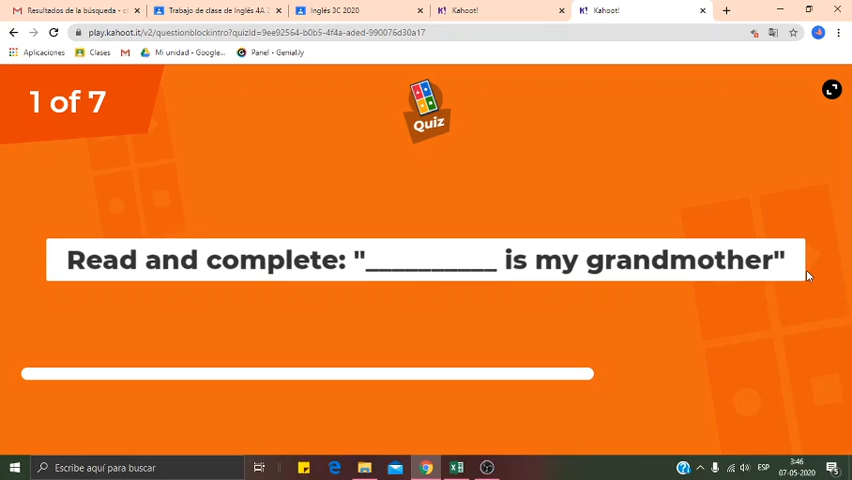 Resultados de la búsqueda - c
Trabajo de clase de Inglés 4A 2
Inglés 3C 2020
Kahoot!
Kahoot!
play.kahoot.it/v2/questionblockintro?quizId=9ee92564-b0b5-4f4a-aded-990076d30a17
Aplicaciones
Clases
Mi unidad - Google...
Panel - Genial.ly
1 of 7
Quiz
Read and complete: "__________ is my grandmother"
Escribe aquí para buscar
ESP
3:46
07-05-2020
5